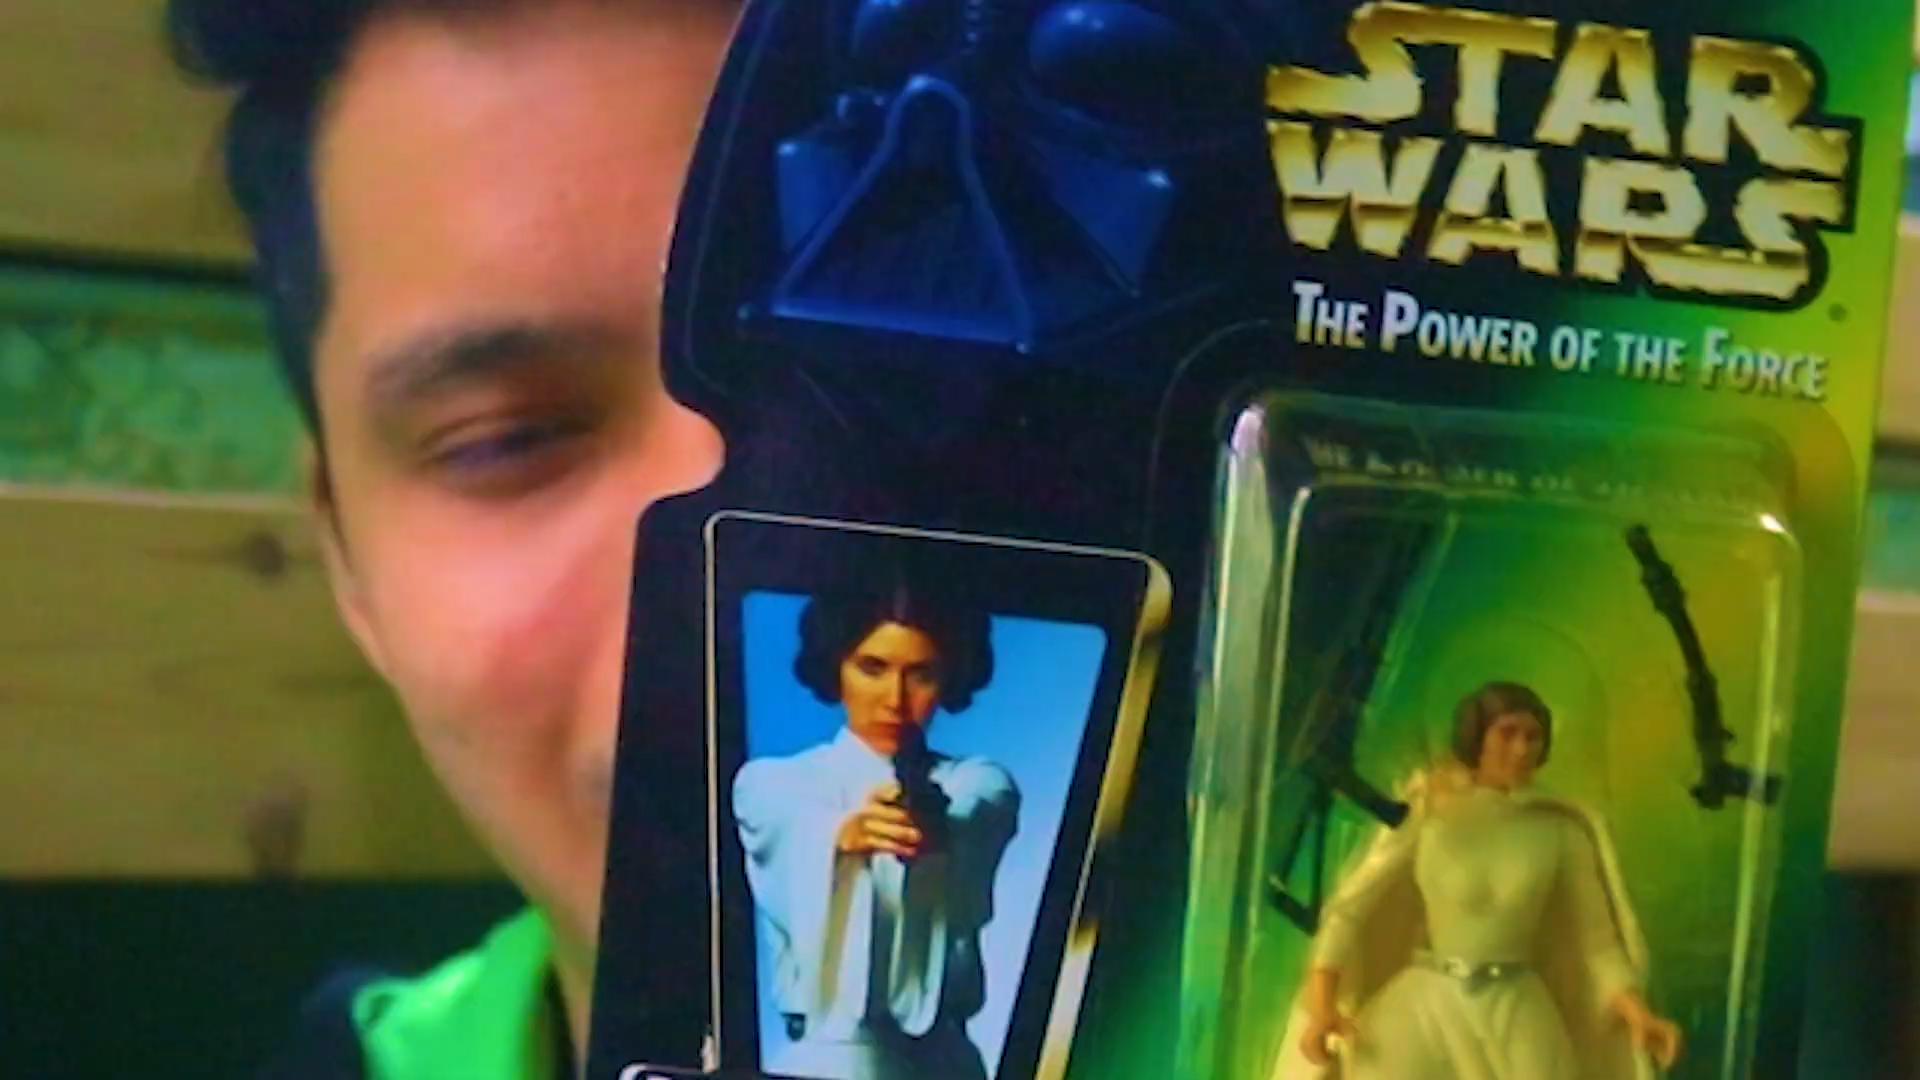 STAR
WARS
THE POWER OF THE FORCE